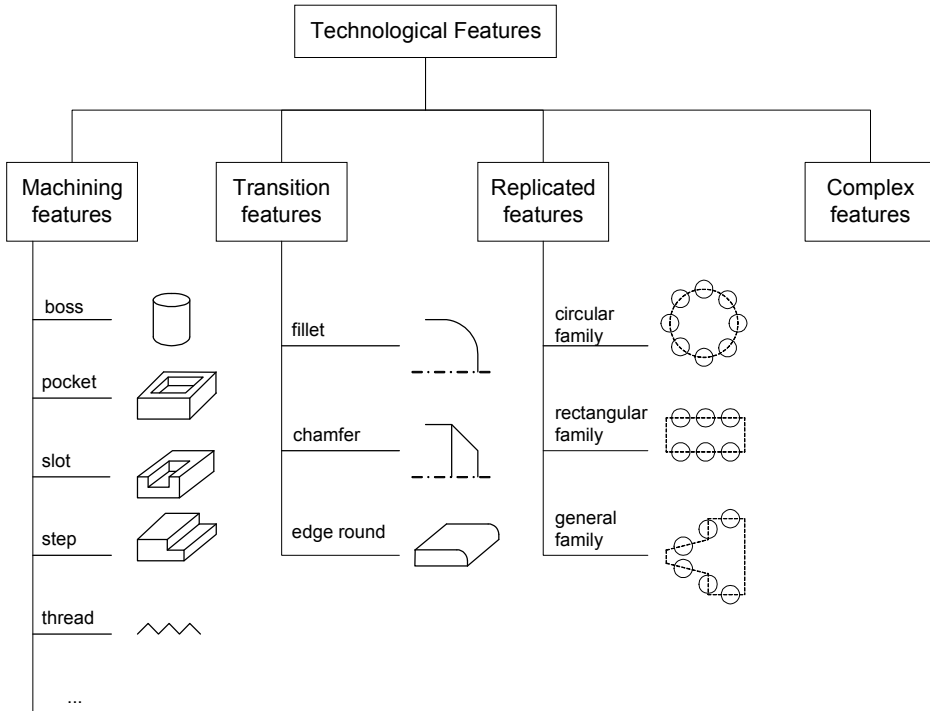 Technological Features
Machining
features
Transition
features
Replicated
features
Complex
features
boss
pocket
slot
step
thread
...
fillet
chamfer
edge round
circular
family
rectangular
family
general
family